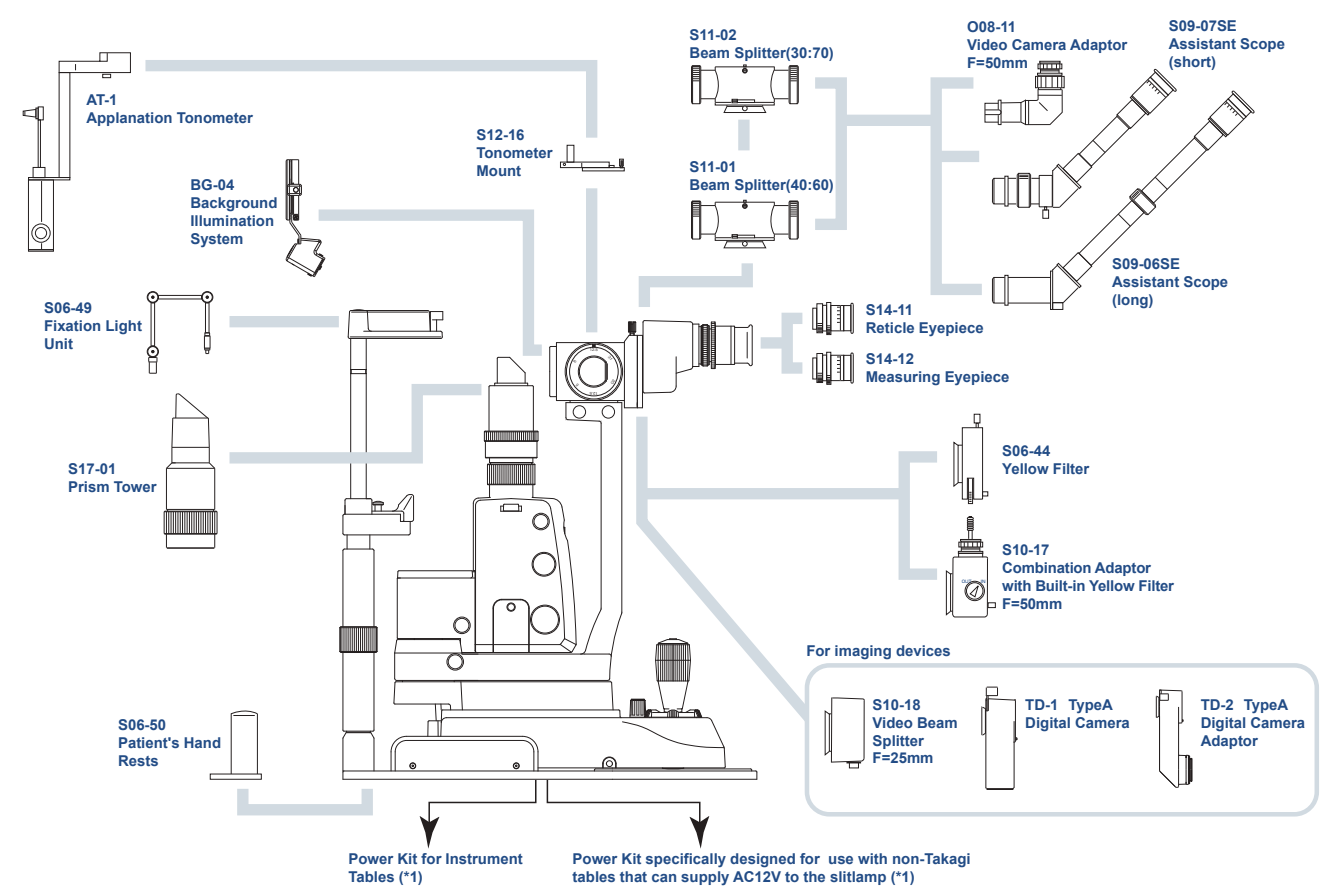 S11-02
Beam Splitter(30:70)
O08-11
Video Camera Adaptor
F=50mm
S09-07SE
Assistant Scope
(short)
AT-1
Applanation Tonometer
S12-16
Tonometer
Mount
S11-01
Beam Splitter(40:60)
BG-04
Background
Illumination
System
S09-06SE
Assistant Scope
(long)
S06-49
Fixation Light
Unit
S14-11
Reticle Eyepiece
S14-12
Measuring Eyepiece
S17-01
Prism Tower
S06-44
Yellow Filter
S10-17
Combination Adaptor
with Built-in Yellow Filter
F=50mm
For imaging devices
S10-18
Video Beam
Splitter
F=25mm
TD-1 TypeA
Digital Camera
TD-2 TypeA
Digital Camera
Adaptor
S06-50
Patient's Hand
Rests
Power Kit for Instrument
Tables (*1)
Power Kit specifically designed for use with non-Takagi
tables that can supply AC12V to the slitlamp (*1)